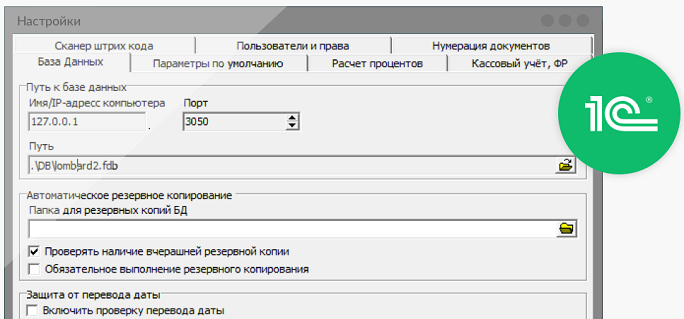 Настройки
Сканер штрих кода
Пользователи и права
Нумерация документов
База Данных
Параметры по умолчанию
Расчет процентов
Кассовый учёт, ФР
Путь к базе данных
Имя/IP-адресс компьютера
Порт
127.0.0.1
.
3050
Путь
.\DB\lombard2.fdb
Автоматическое резервное копирование
Папка для резервных копий БД
Проверять наличие вчерашней резервной копии
Обязательное выполнение резервного копирования
Защита от перевода даты
Включить проверку перевода даты
1С®